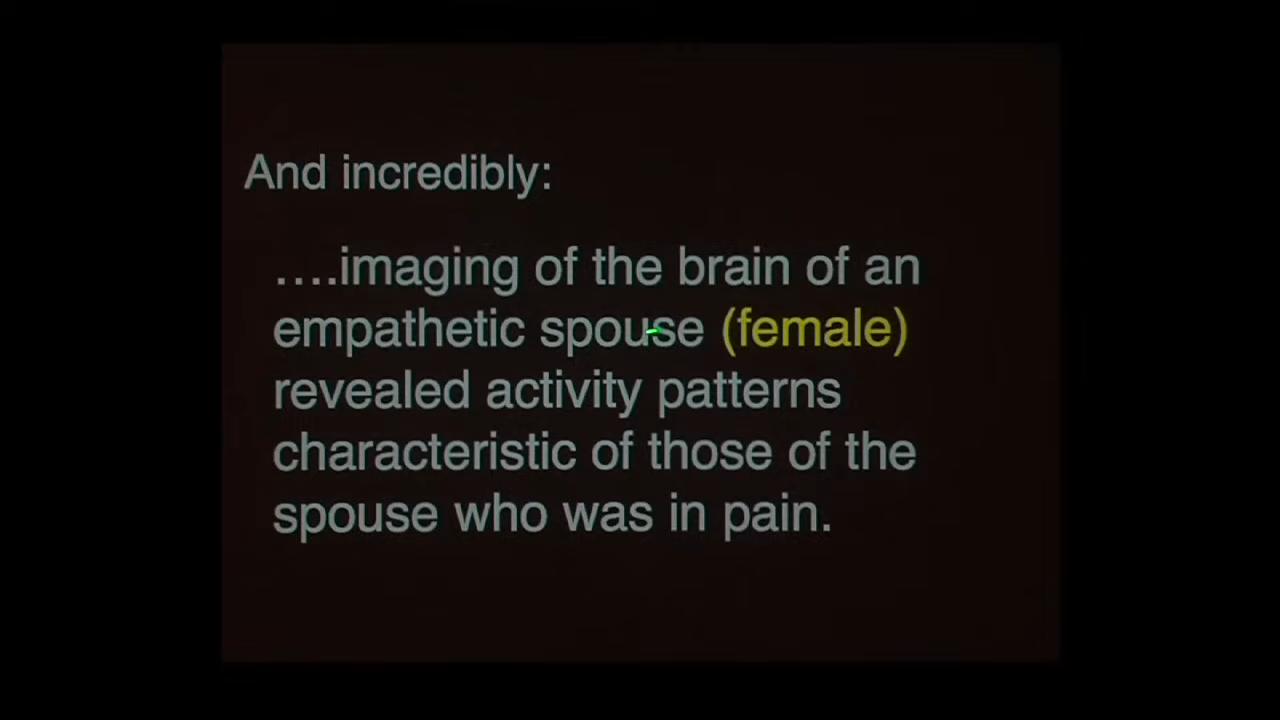 And incredibly:
....imaging of the brain of an
empathetic spouse (female)
revealed activity patterns
characteristic of those of the
spouse who was in pain.